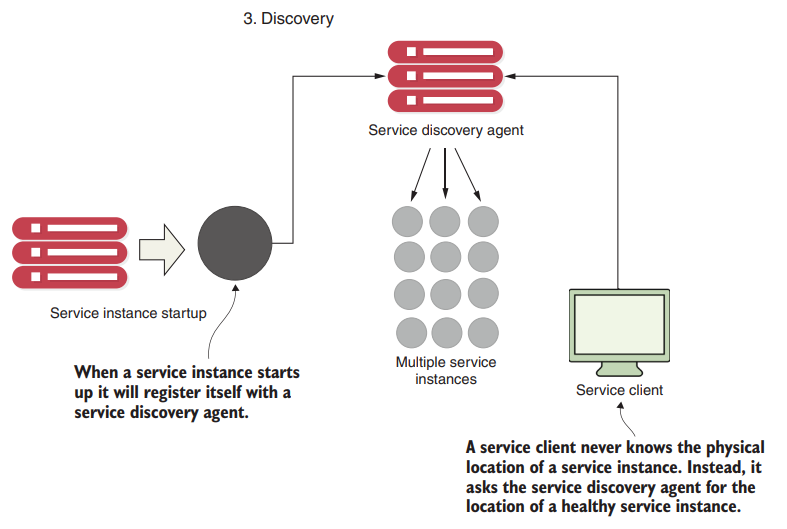 3. Discovery
Service discovery agent
Service instance startup
When a service instance starts
up it will register itself with a
service discovery agent.
Multiple service
instances
Service client
A service client never knows the physical
location of a service instance. Instead, it
asks the service discovery agent for the
location of a healthy service instance.